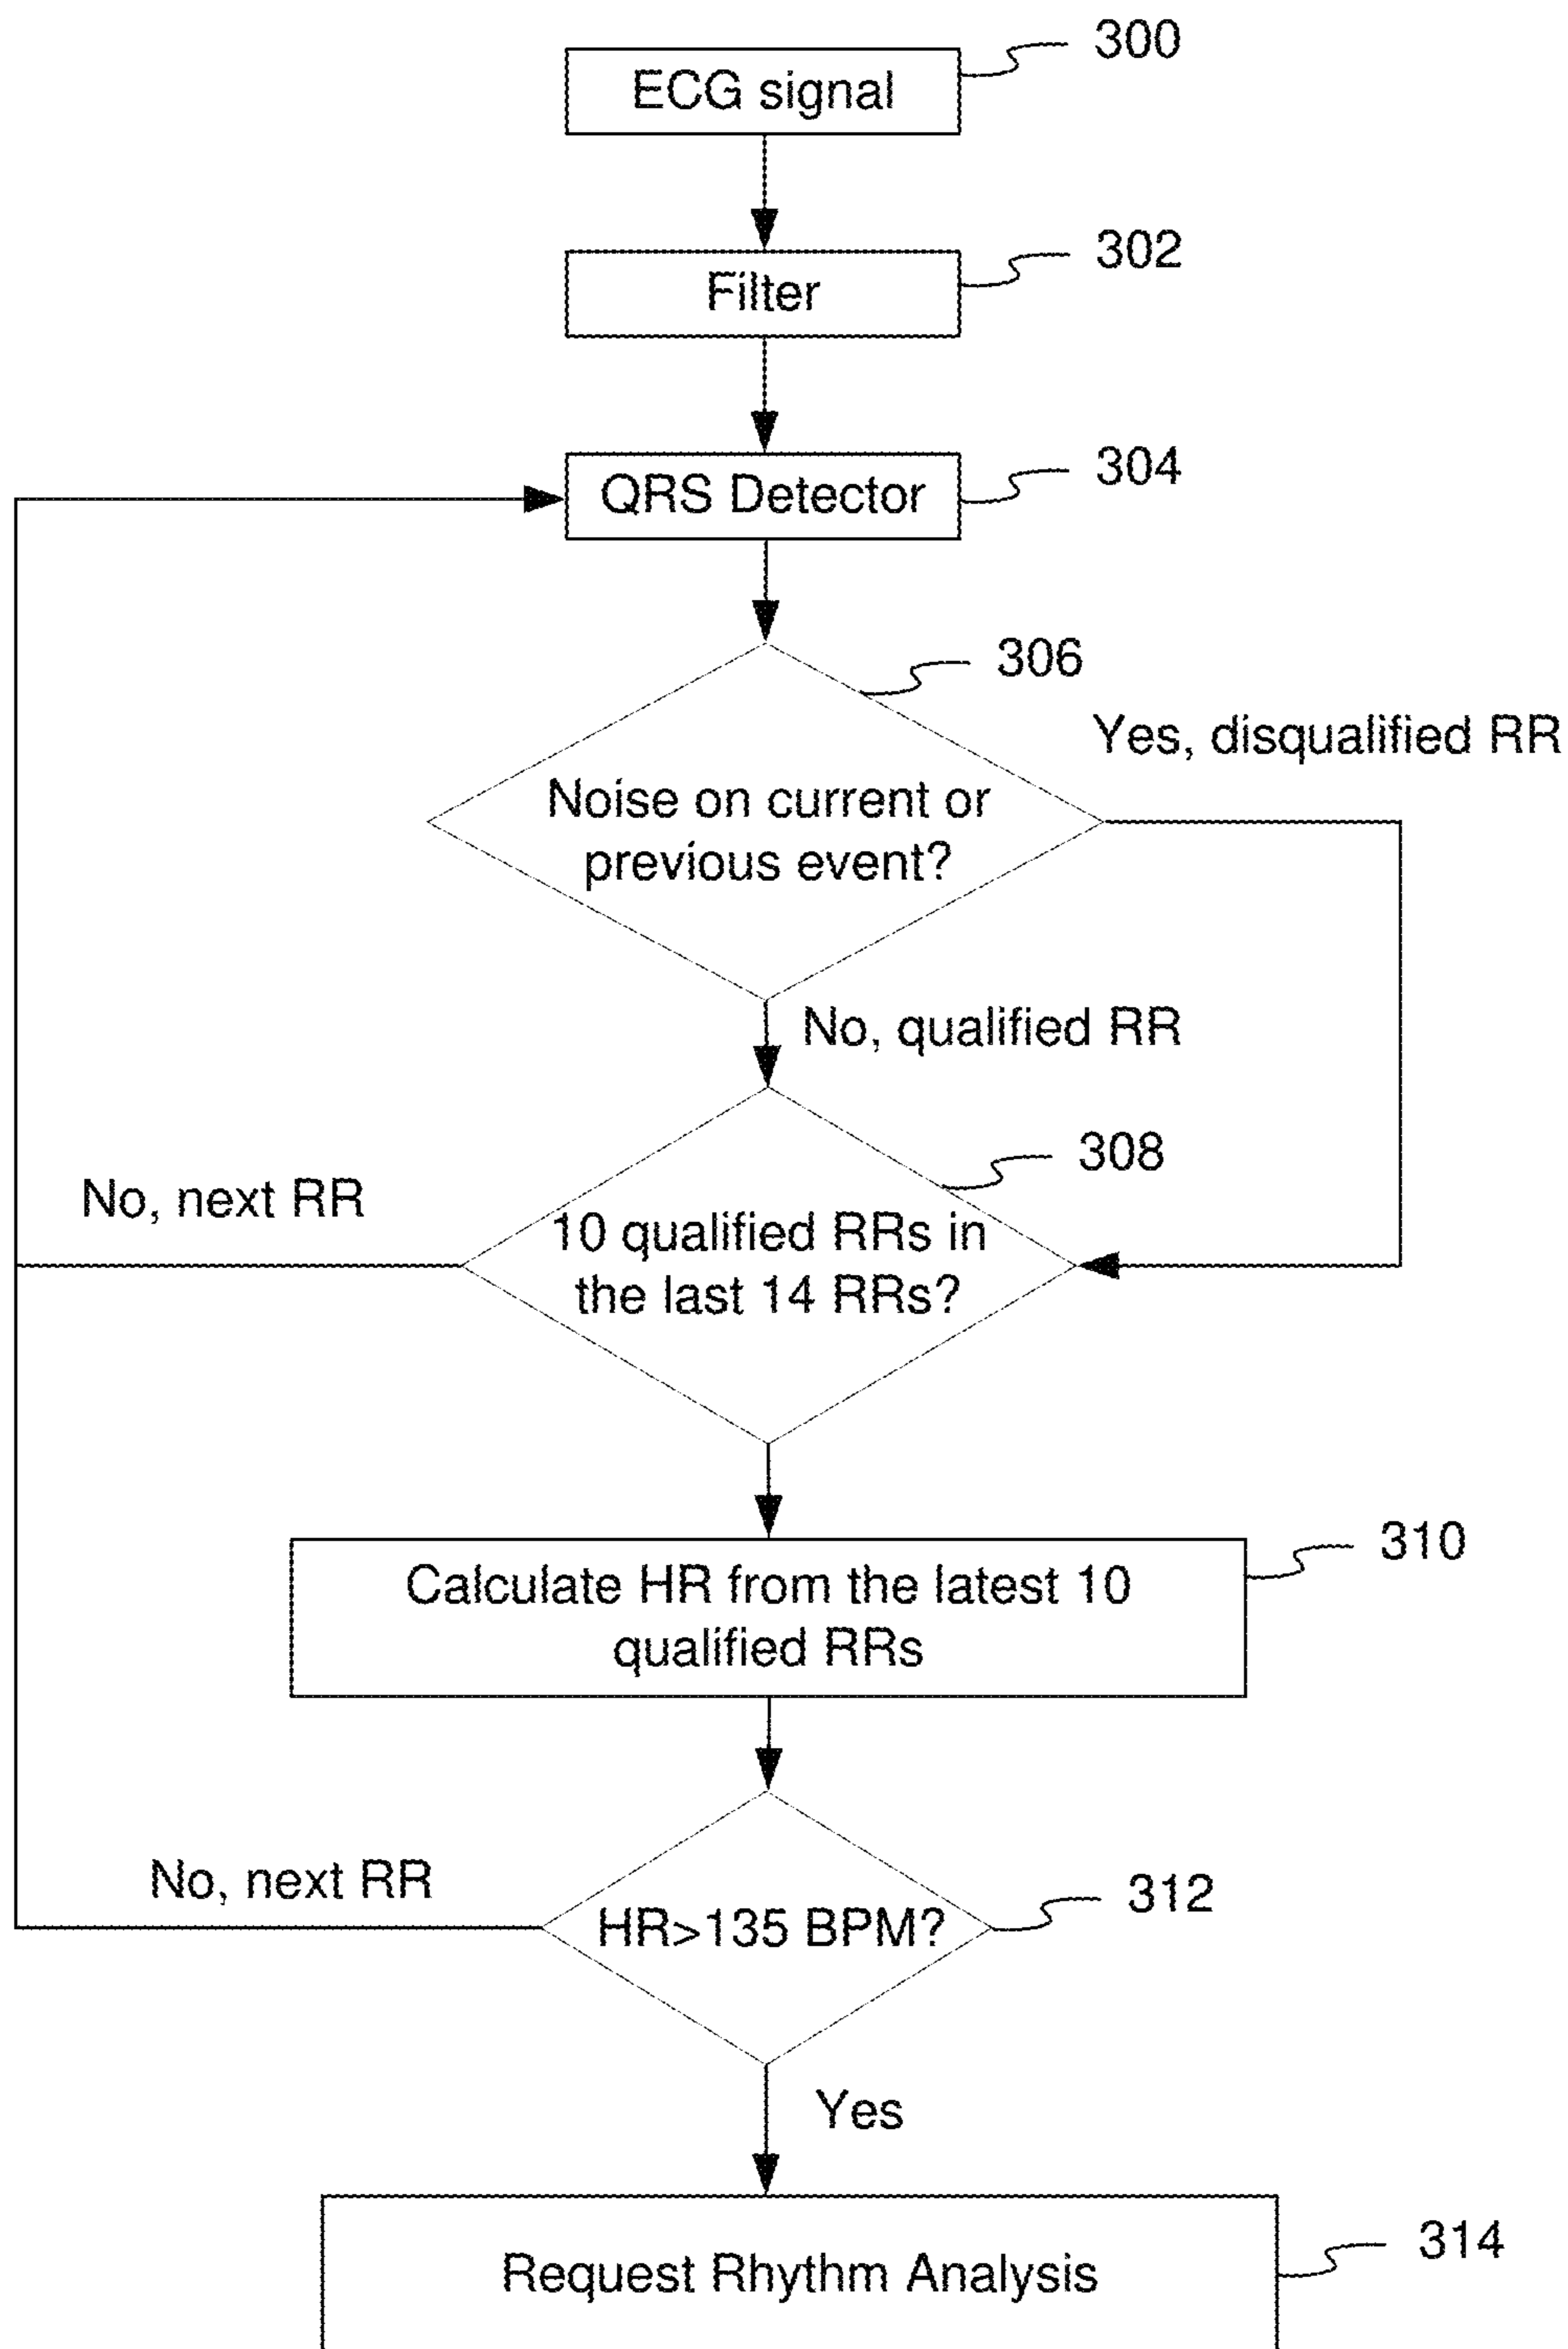 300
ECG signal
302
Filter
304
QRS Detector
306
Yes, disqualified RR
Noise on current or
previous event?
No, qualified RR
308
No, next RR
10 qualified RRs in
the last 14 RRs?
310
Calculate HR from the latest 10
qualified RRs
No, next RR
312
HR>135 BPM?
Yes
314
Request Rhythm Analysis